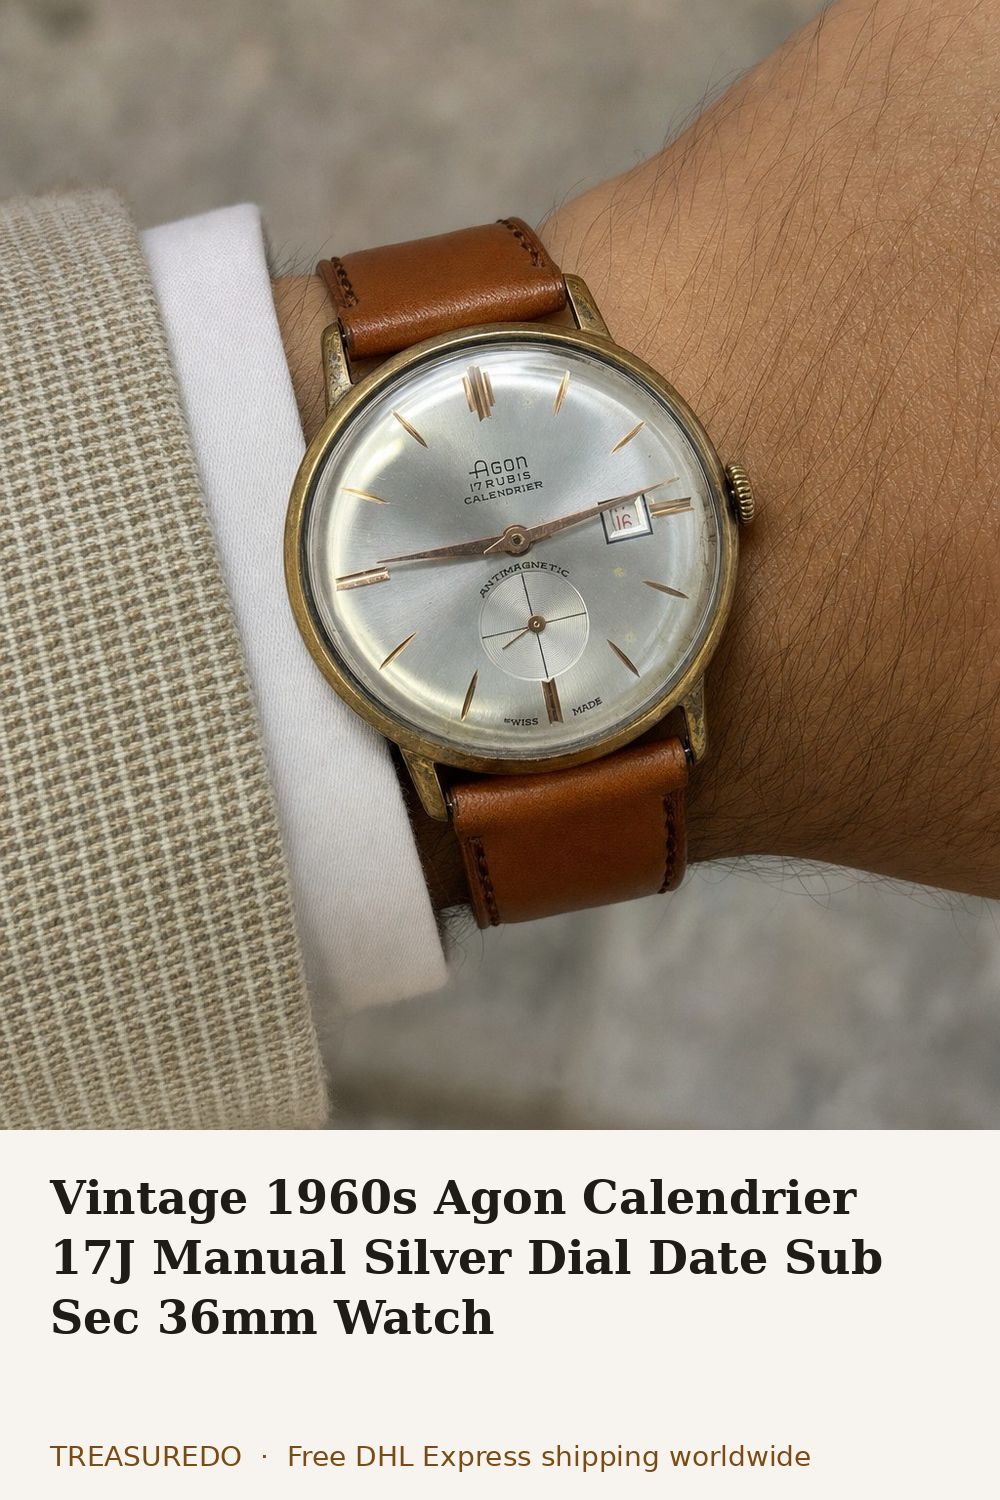 Agon
17 RUBIS
CALENDRIER
16
ANTIMAGNETIC
SWISS MADE
Vintage 1960s Agon Calendrier
17J Manual Silver Dial Date Sub
Sec 36mm Watch
TREASUREDO · Free DHL Express shipping worldwide